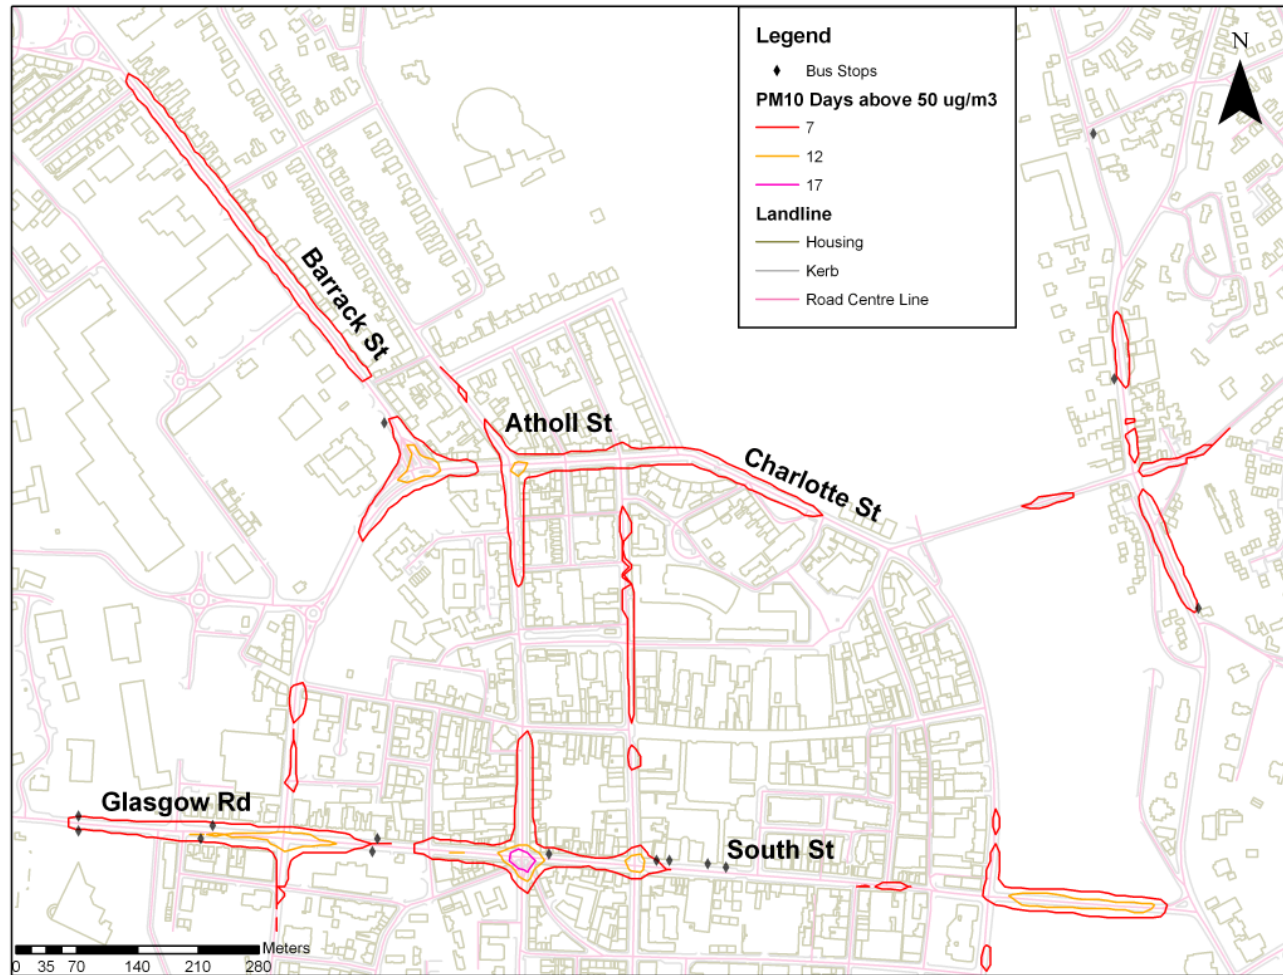 Legend
Bus Stops
PM10 Days above 50 ug/m3
7
12
17
Landline
Housing
Kerb
Road Centre Line
N
Barrack St
Atholl St
Charlotte St
Glasgow Rd
South St
Meters
0 35 70 140 210 280